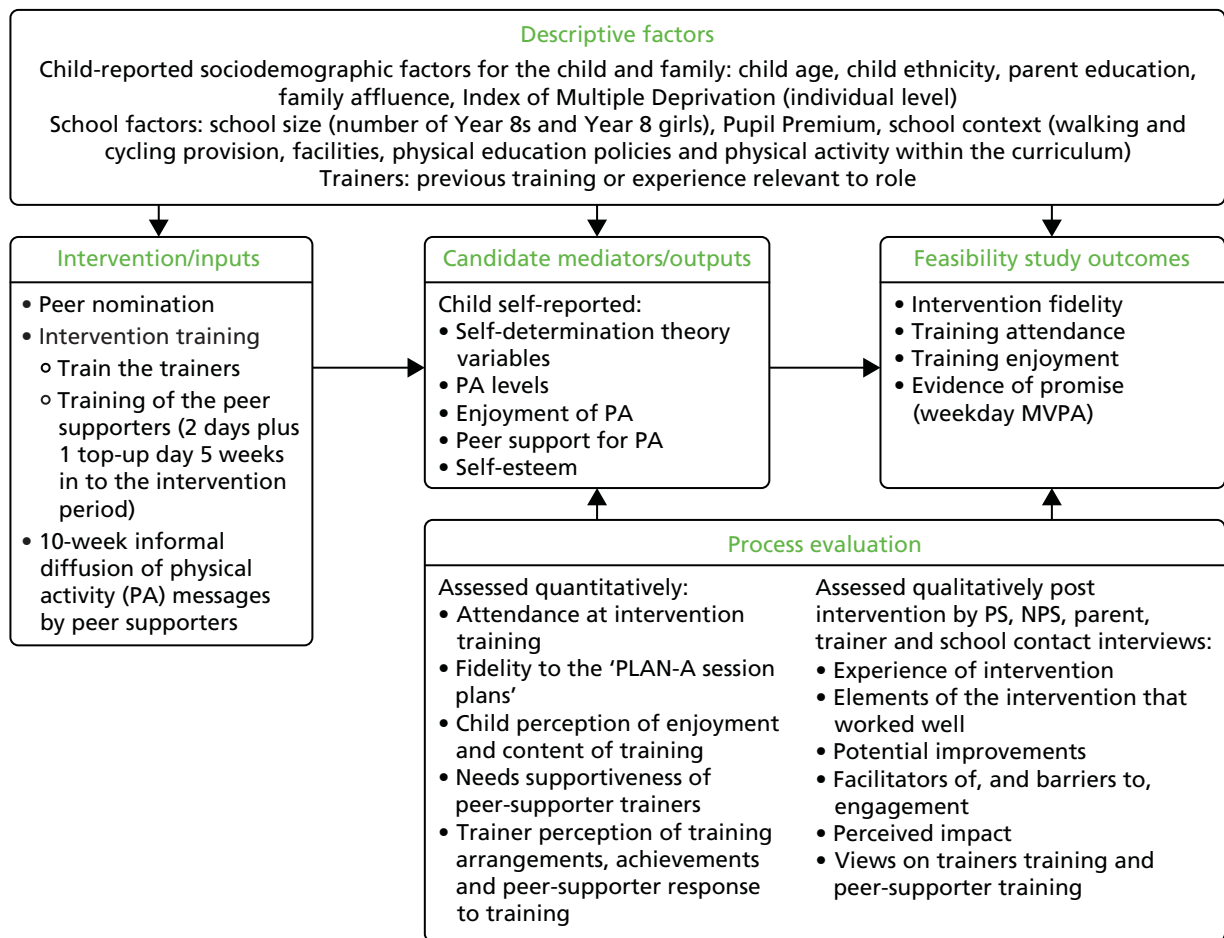 Descriptive factors
Child-reported sociodemographic factors for the child and family: child age, child ethnicity, parent education,
family affluence, Index of Multiple Deprivation (individual level)
School factors: school size (number of Year 8s and Year 8 girls), Pupil Premium, school context (walking and
cycling provision, facilities, physical education policies and physical activity within the curriculum)
Trainers: previous training or experience relevant to role
Intervention/inputs
• Peer nomination
• Intervention training
o Train the trainers
o Training of the peer
supporters (2 days plus
1 top-up day 5 weeks
in to the intervention
period)
• 10-week informal
diffusion of physical
activity (PA) messages
by peer supporters
Candidate mediators/outputs
Child self-reported:
• Self-determination theory
variables
• PA levels
• Enjoyment of PA
• Peer support for PA
• Self-esteem
Feasibility study outcomes
• Intervention fidelity
• Training attendance
• Training enjoyment
• Evidence of promise
(weekday MVPA)
Process evaluation
Assessed quantitatively:
• Attendance at intervention
training
• Fidelity to the ‘PLAN-A session
plans’
• Child perception of enjoyment
and content of training
• Needs supportiveness of
peer-supporter trainers
• Trainer perception of training
arrangements, achievements
and peer-supporter response
to training
Assessed qualitatively post
intervention by PS, NPS, parent,
trainer and school contact interviews:
• Experience of intervention
• Elements of the intervention that
worked well
• Potential improvements
• Facilitators of, and barriers to,
engagement
• Perceived impact
• Views on trainers training and
peer-supporter training